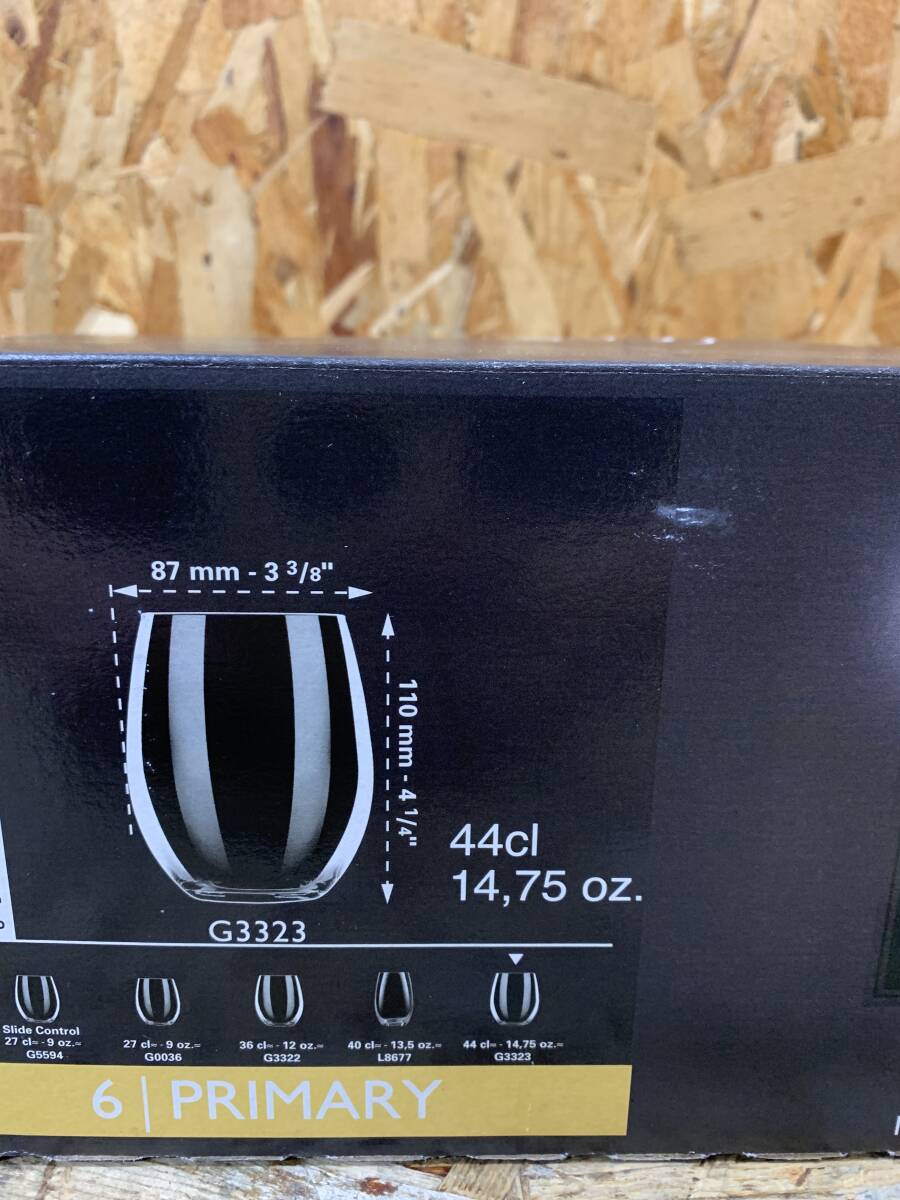 87 mm - 3 3/8"
110 mm - 4 1/4"
44cl
14,75 oz.
G3323
Slide Control
27 cl≈ - 9 oz.≈
G5594
27 cl≈ - 9 oz.≈
G0036
36 cl≈ - 12 oz.≈
G3322
40 cl≈ - 13,5 oz.≈
L8677
44 cl≈ - 14,75 oz.≈
G3323
6 | PRIMARY